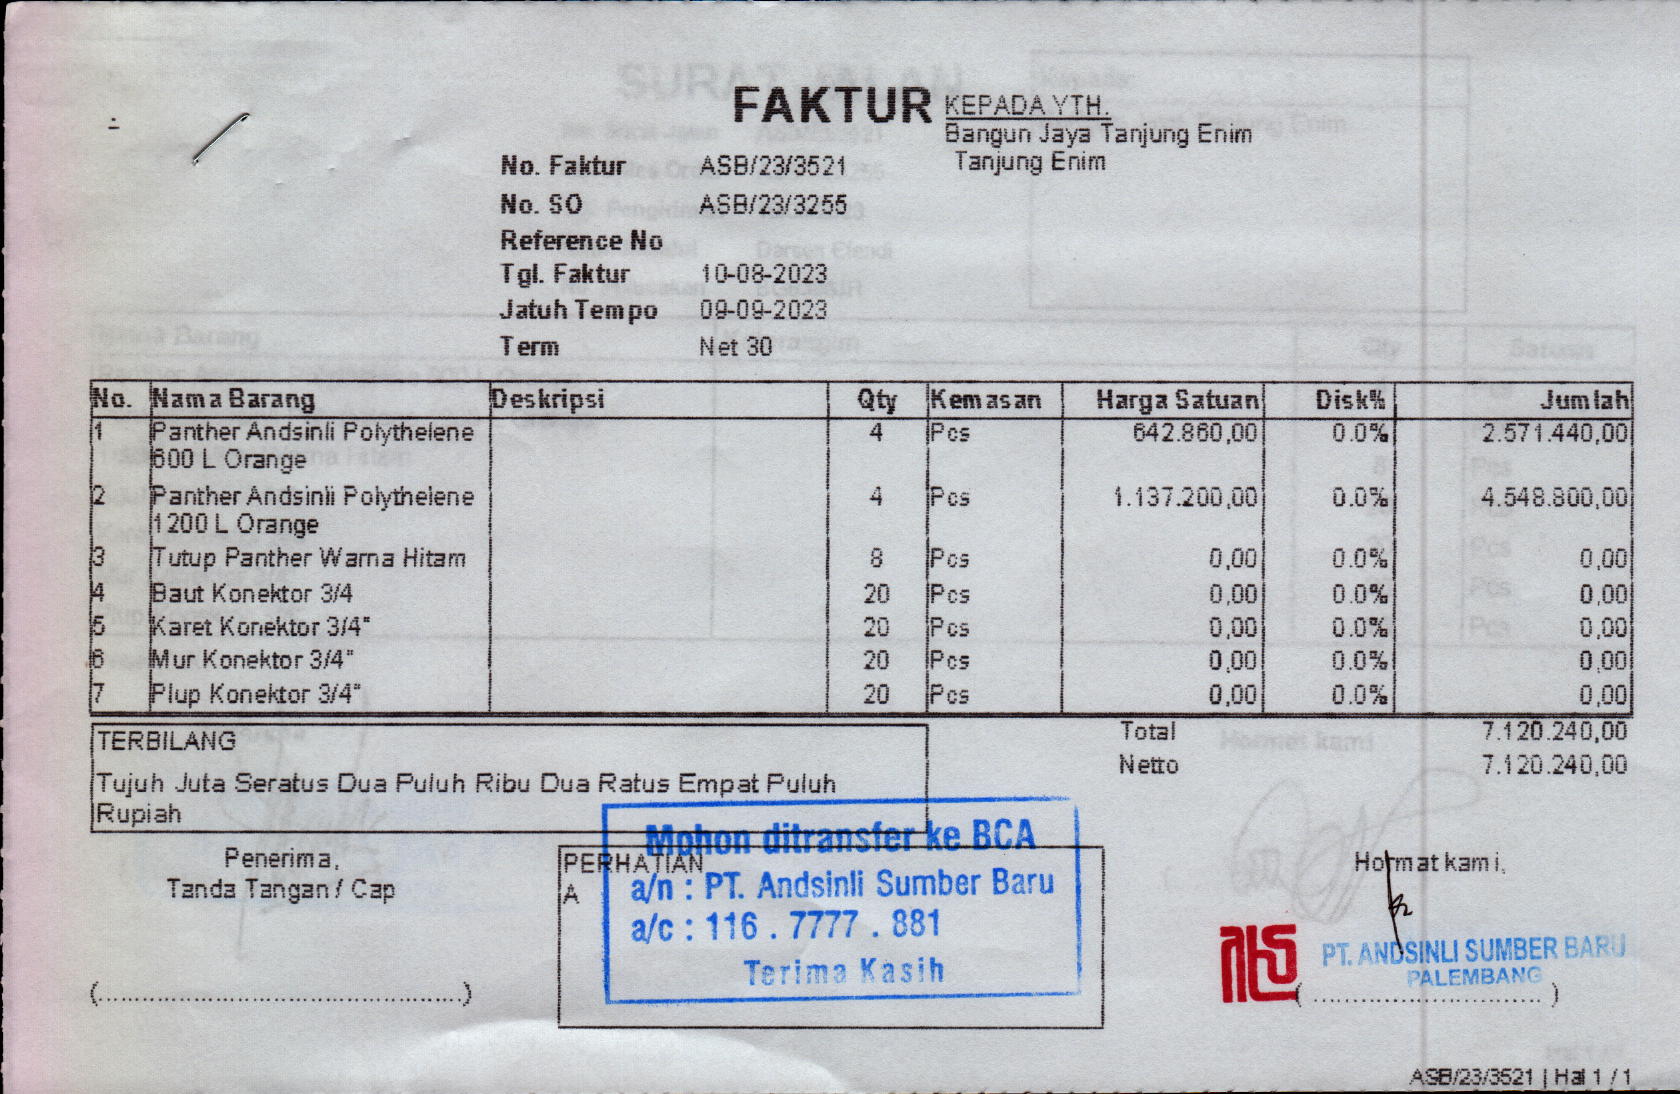 FAKTUR
KEPADA YTH.
Bangun Jaya Tanjung Enim
Tanjung Enim
No. Faktur ASB/23/3521
No. SO ASB/23/3255
Reference No
Tgl. Faktur 10-08-2023
Jatuh Tempo 09-09-2023
Term Net 30
No. Nama Barang Deskripsi Qty Kemasan Harga Satuan Disk% Jumlah
1 Panther Andsinli Polythelene 4 Pcs 642.860,00 0.0% 2.571.440,00
600 L Orange
2 Panther Andsinli Polythelene 4 Pcs 1.137.200,00 0.0% 4.548.800,00
1200 L Orange
3 Tutup Panther Warna Hitam 8 Pcs 0,00 0.0% 0,00
4 Baut Konektor 3/4 20 Pcs 0,00 0.0% 0,00
5 Karet Konektor 3/4" 20 Pcs 0,00 0.0% 0,00
6 Mur Konektor 3/4" 20 Pcs 0,00 0.0% 0,00
7 Plup Konektor 3/4" 20 Pcs 0,00 0.0% 0,00
Total 7.120.240,00
Netto 7.120.240,00
TERBILANG
Tujuh Juta Seratus Dua Puluh Ribu Dua Ratus Empat Puluh
Rupiah
Penerima,
Tanda Tangan / Cap
(..........................................)
PERHATIAN
A
Mohon ditransfer ke BCA
a/n : PT. Andsinli Sumber Baru
a/c : 116 . 7777 . 881
Terima Kasih
Hormat kami,
PT. ANDSINLI SUMBER BARU
PALEMBANG
( ............................ )
ASB/23/3521 | Hal 1 / 1